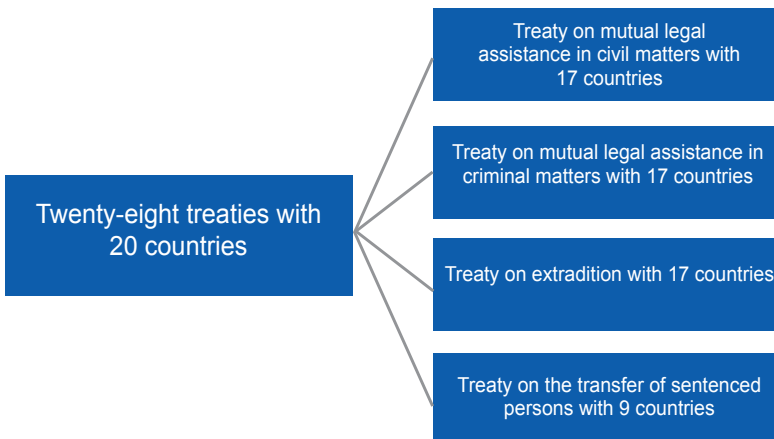 Twenty-eight treaties with
20 countries
Treaty on mutual legal
assistance in civil matters with
17 countries
Treaty on mutual legal assistance in
criminal matters with 17 countries
Treaty on extradition with 17 countries
Treaty on the transfer of sentenced
persons with 9 countries